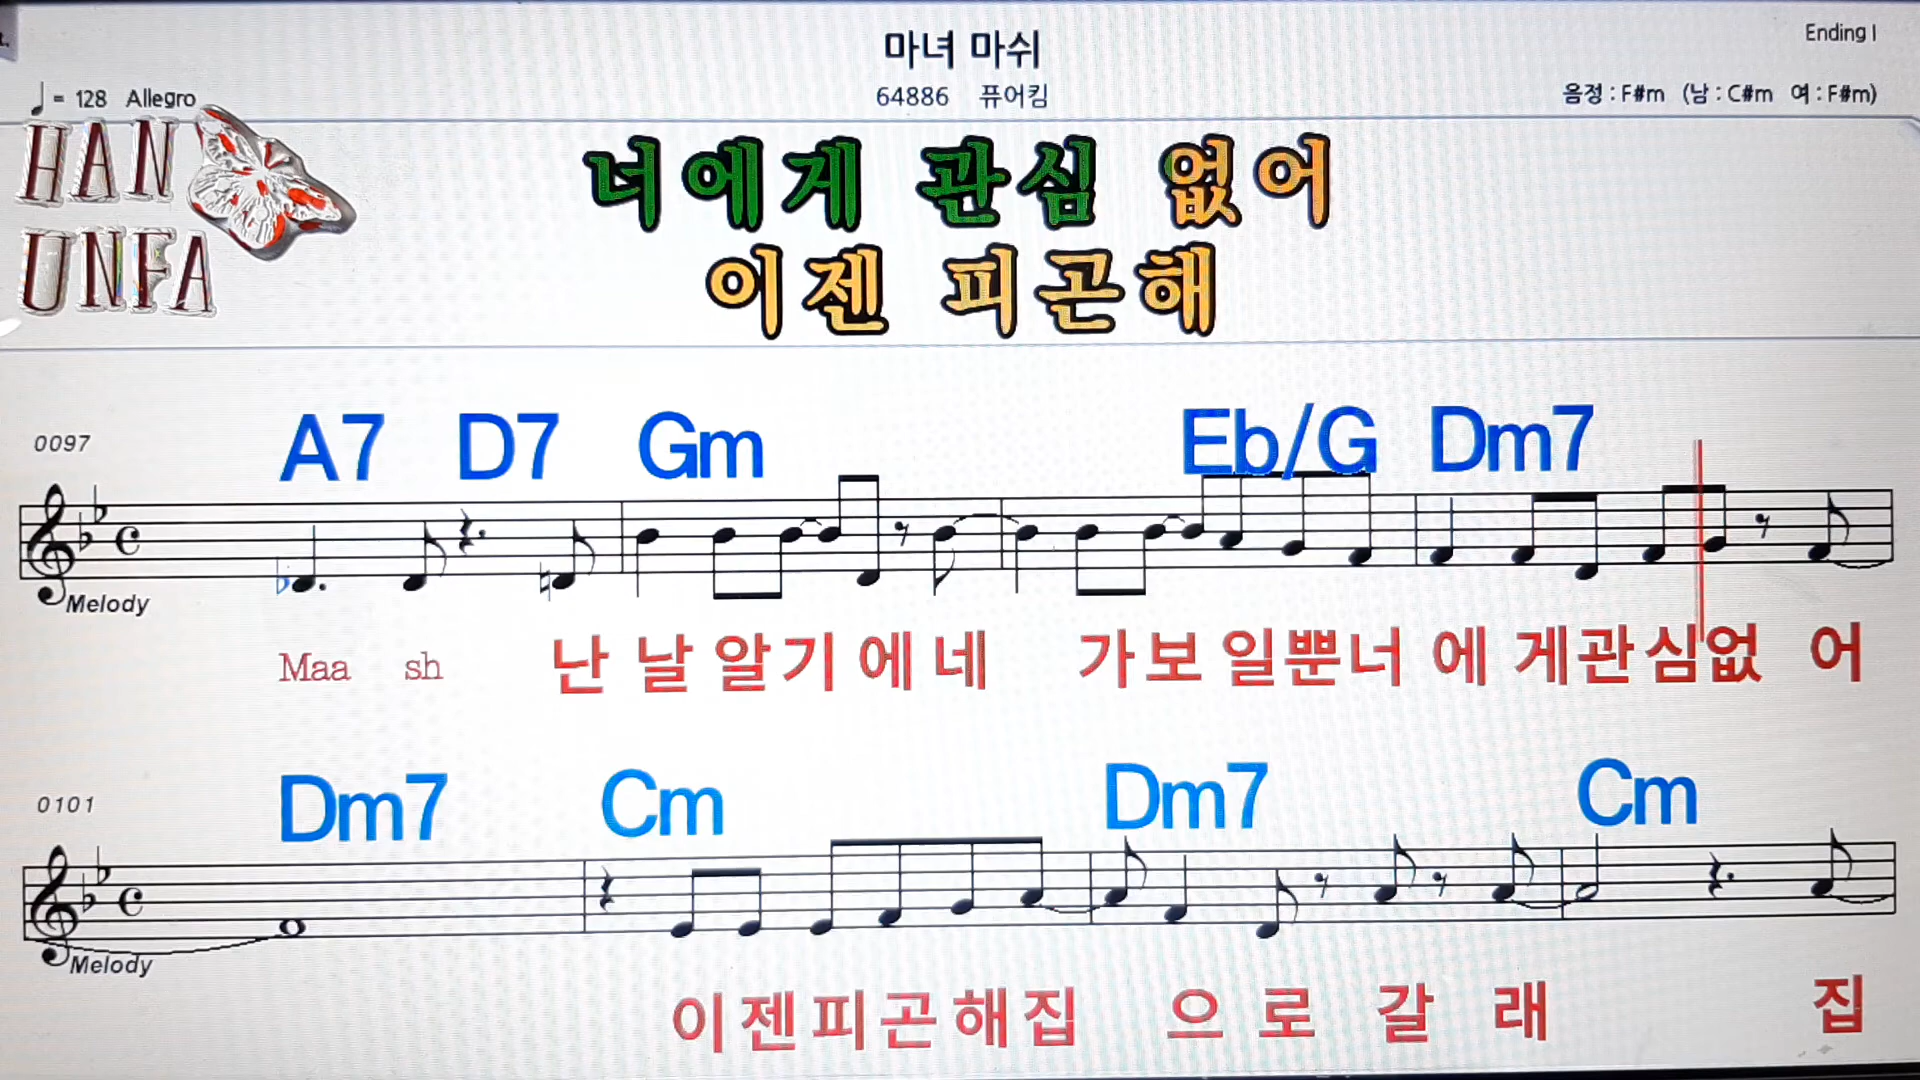 마녀 마쉬
Ending I
♩= 128 Allegro
64886 퓨어킴
음정 : F#m (남 : C#m 여 : F#m)
HAN
UNFA
너에게 관심 없어
이젠 피곤해
A7 D7 Gm Eb/G Dm7
0097
Melody
Maa sh 난 날 알기 에 네 가보 일뿐너 에 게관심없 어
Dm7 Cm Dm7 Cm
0101
Melody
이젠피곤해집 으 로 갈 래 집